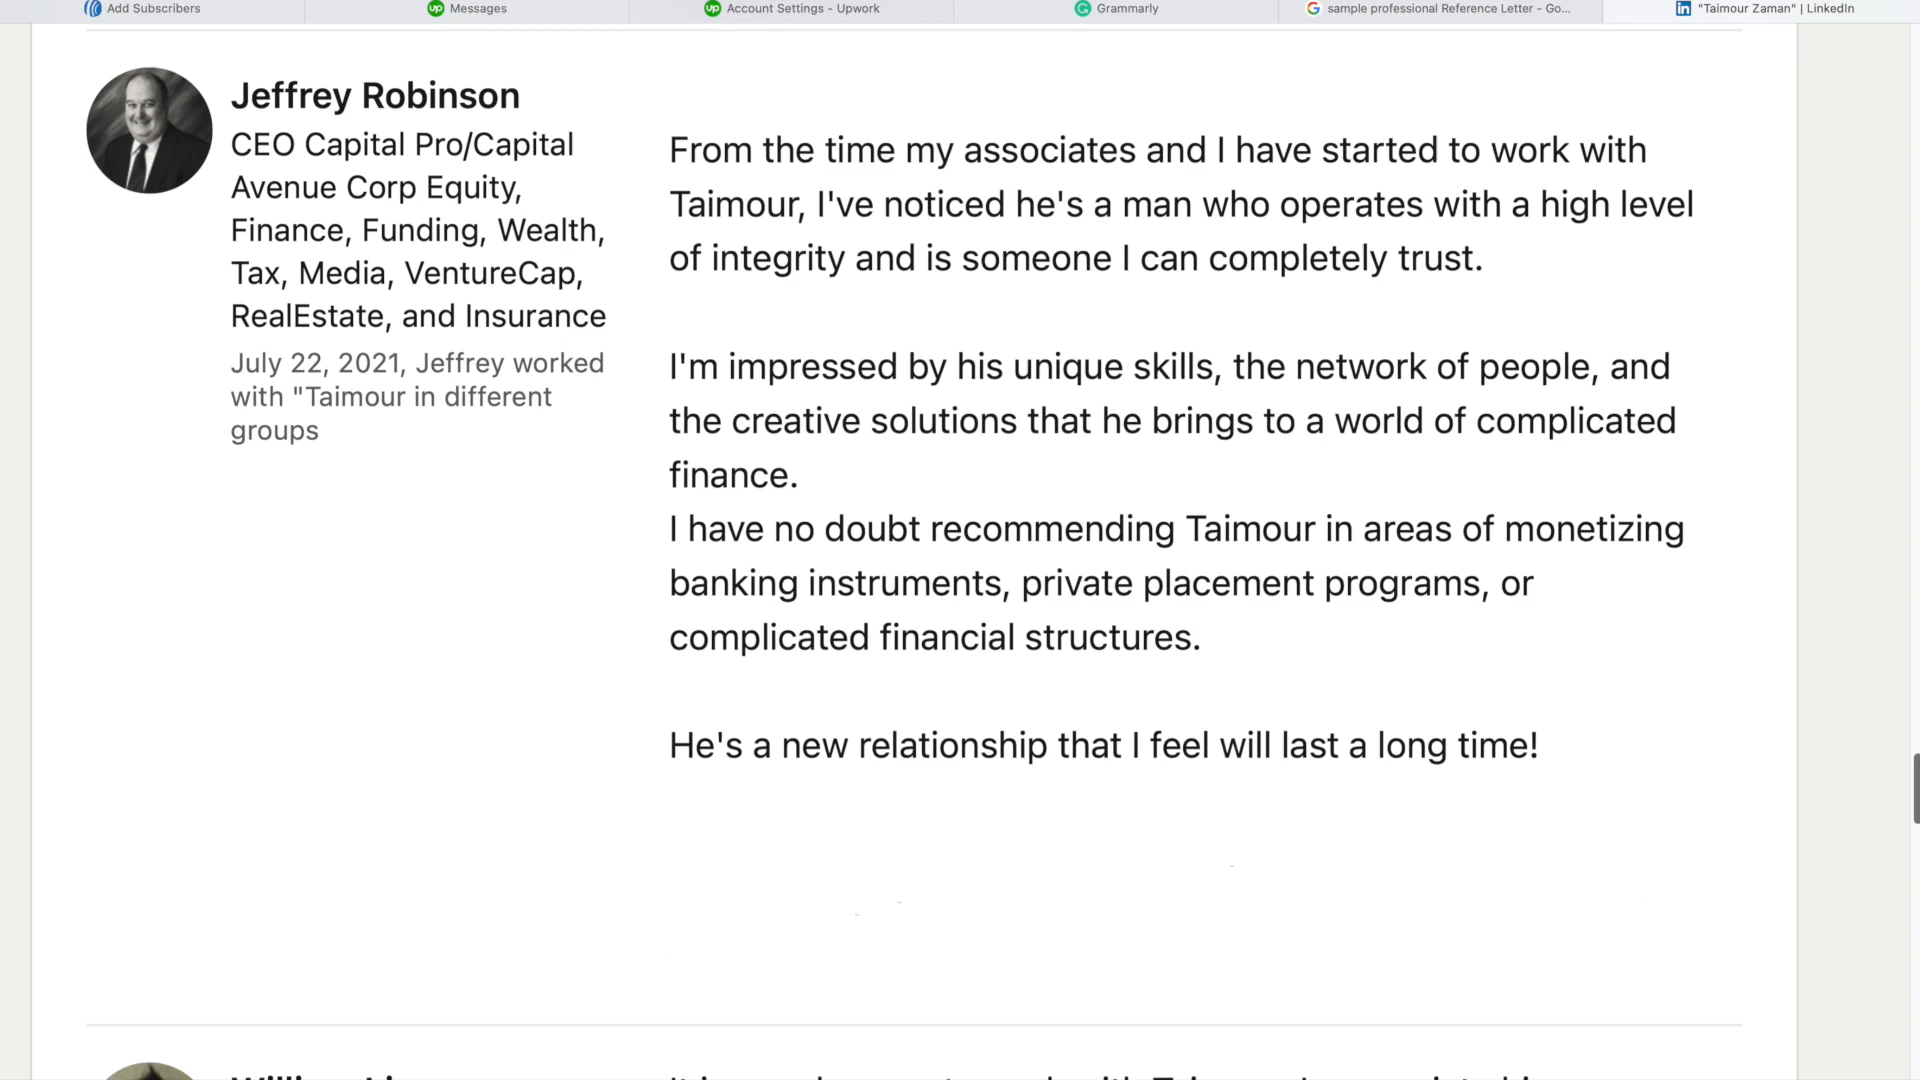 Add Subscribers
Messages
Account Settings - Upwork
Grammarly
sample professional Reference Letter - Go...
"Taimour Zaman" | LinkedIn
Jeffrey Robinson
CEO Capital Pro/Capital
Avenue Corp Equity,
Finance, Funding, Wealth,
Tax, Media, VentureCap,
RealEstate, and Insurance
July 22, 2021, Jeffrey worked
with "Taimour in different
groups
From the time my associates and I have started to work with
Taimour, I've noticed he's a man who operates with a high level
of integrity and is someone I can completely trust.
I'm impressed by his unique skills, the network of people, and
the creative solutions that he brings to a world of complicated
finance.
I have no doubt recommending Taimour in areas of monetizing
banking instruments, private placement programs, or
complicated financial structures.
He's a new relationship that I feel will last a long time!